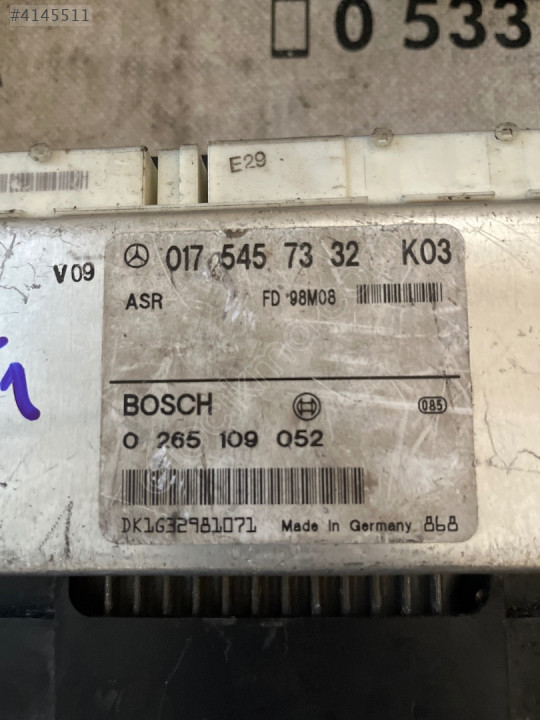 #4145511
0 533
E29
V09
017 545 73 32 K03
ASR FD 98M08
BOSCH 085
0 265 109 052
DK1G32981071 Made in Germany 868